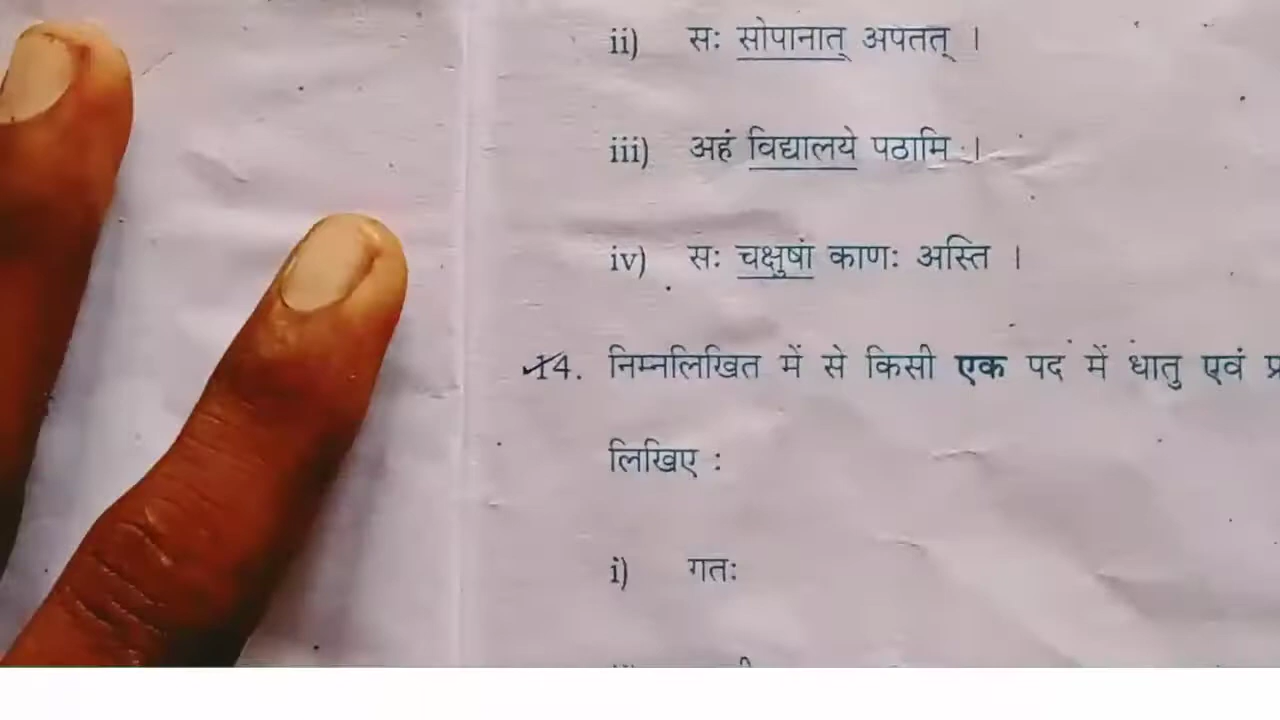 ii) सः सोपानात् अपतत् ।
iii) अहं विद्यालये पठामि ।
iv) सः चक्षुषा काणः अस्ति ।
14. निम्नलिखित में से किसी एक पद में धातु एवं
लिखिए :
i) गतः